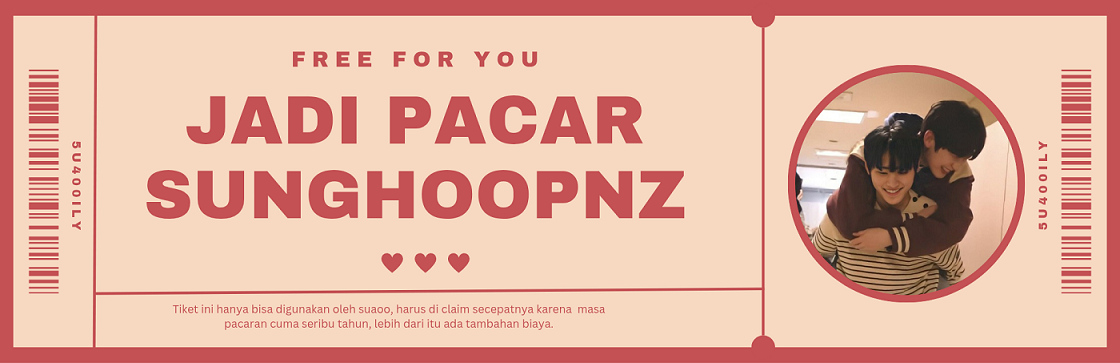 5U400ILY
FREE FOR YOU
JADI PACAR
SUNGHOOPNZ
Tiket ini hanya bisa digunakan oleh suaoo, harus di claim secepatnya karena masa
pacaran cuma seribu tahun, lebih dari itu ada tambahan biaya.
5U400ILY